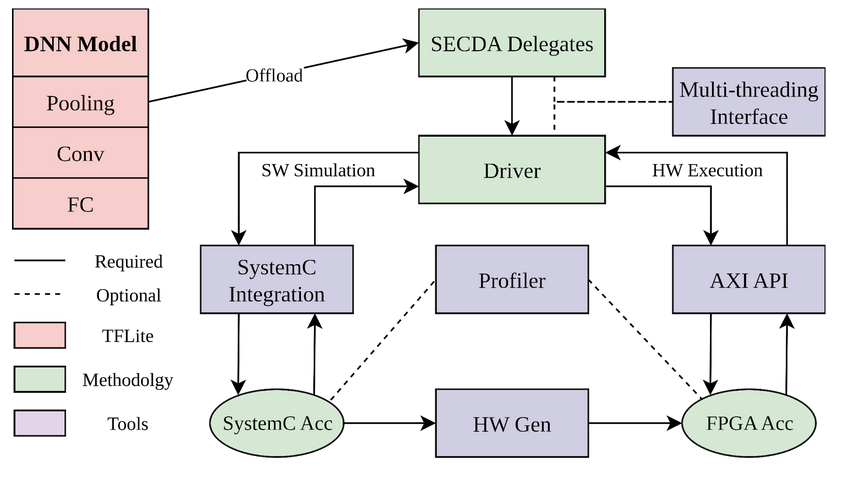 DNN Model
SECDA Delegates
Offload
Pooling
Multi-threading
Interface
Conv
SW Simulation
Driver
HW Execution
FC
Required
SystemC
Integration
Profiler
AXI API
Optional
TFLite
Methodolgy
Tools
SystemC Acc
HW Gen
FPGA Acc